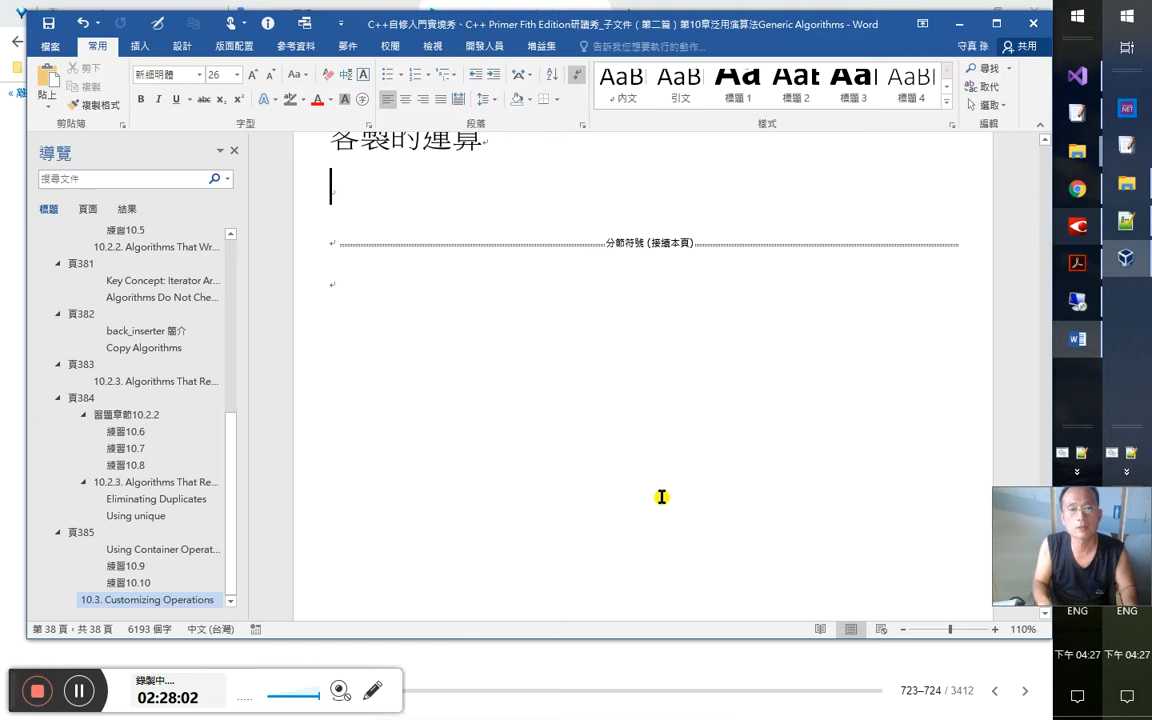 C++自修入門實境秀、C++ Primer Fith Edition研讀秀_子文件（第二篇）第10章泛用演算法Generic Algorithms - Word
檔案 常用 插入 設計 版面配置 參考資料 郵件 校閱 檢視 開發人員 增益集 告訴我您想要執行的動作... 守真 孫 共用
貼上
剪下
複製
複製格式
剪貼簿
新細明體 26
字型
段落
AaBl AaBb Aa AaB AaB AaBl
內文 引文 標題 1 標題 2 標題 3 標題 4
樣式
尋找
取代
選取
編輯
導覽
搜尋文件
標題 頁面 結果
練習10.5
10.2.2. Algorithms That Wr...
頁381
Key Concept: Iterator Ar...
Algorithms Do Not Che...
頁382
back_inserter 簡介
Copy Algorithms
頁383
10.2.3. Algorithms That Re...
頁384
習題章節10.2.2
練習10.6
練習10.7
練習10.8
10.2.3. Algorithms That Re...
Eliminating Duplicates
Using unique
頁385
Using Container Operat...
練習10.9
練習10.10
10.3. Customizing Operations
客製的運算
分節符號 (接續本頁)
第 38 頁，共 38 頁 6193 個字 中文 (台灣) 110%
ENG ENG
下午 04:27 下午 04:27
錄製中....
02:28:02
723–724 / 3412